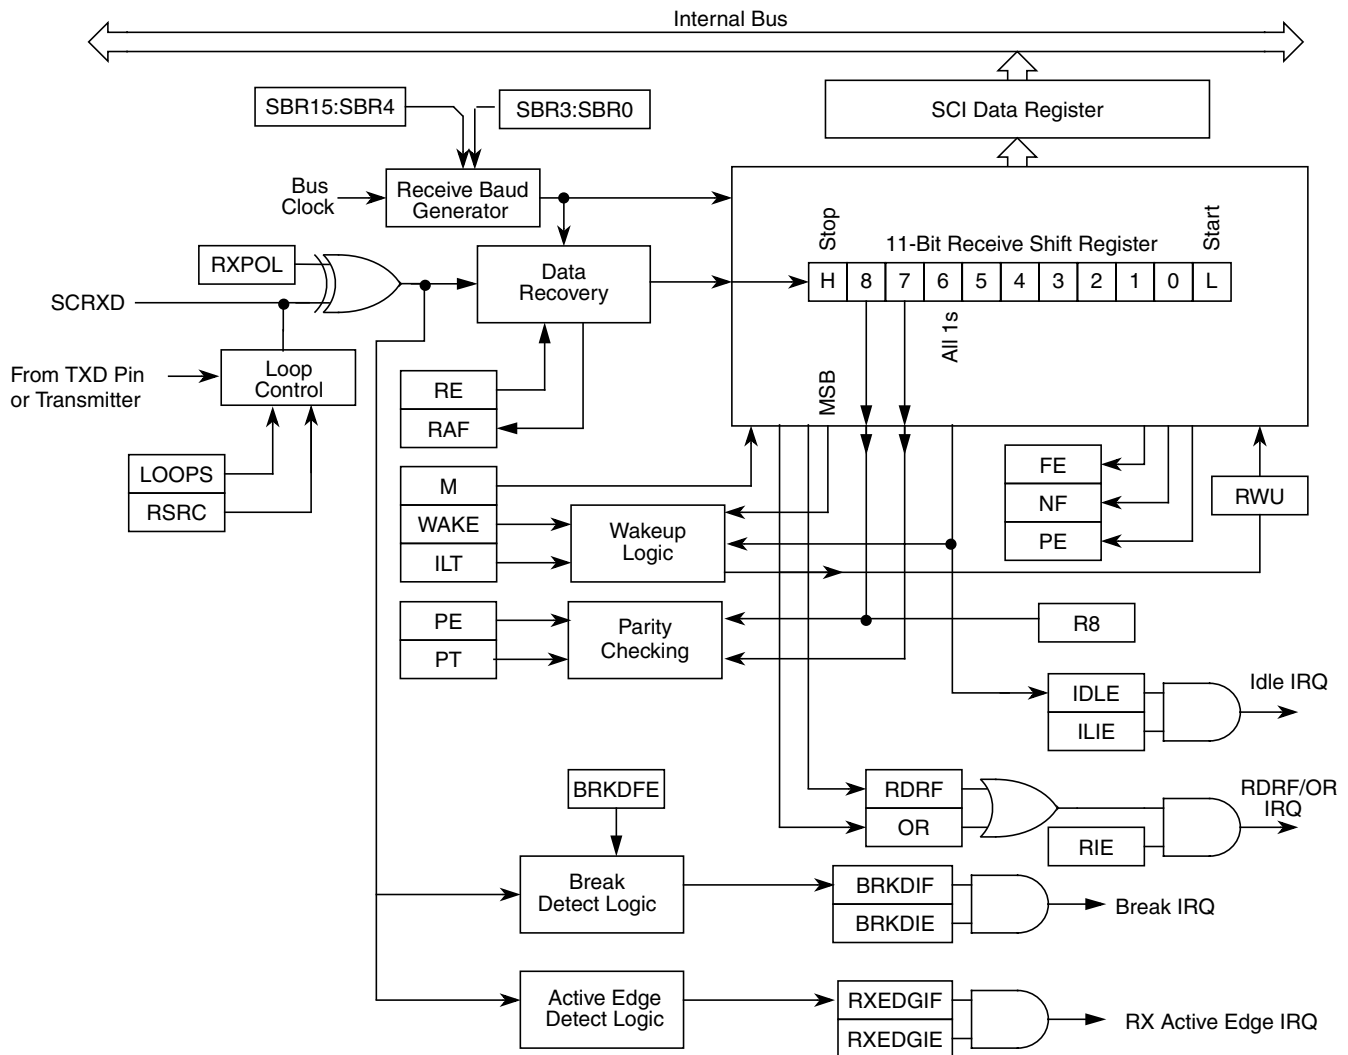 Internal Bus
SBR15:SBR4
SBR3:SBR0
SCI Data Register
Bus
Clock
Receive Baud
Generator
RXPOL
SCRXD
Data
Recovery
Stop
11-Bit Receive Shift Register
Start
H 8 7 6 5 4 3 2 1 0 L
All 1s
MSB
From TXD Pin
or Transmitter
Loop
Control
RE
RAF
LOOPS
RSRC
M
WAKE
ILT
Wakeup
Logic
FE
NF
PE
RWU
PE
PT
Parity
Checking
R8
IDLE
ILIE
Idle IRQ
BRKDFE
RDRF
OR
RIE
RDRF/OR
IRQ
Break
Detect Logic
BRKDIF
BRKDIE
Break IRQ
Active Edge
Detect Logic
RXEDGIF
RXEDGIE
RX Active Edge IRQ